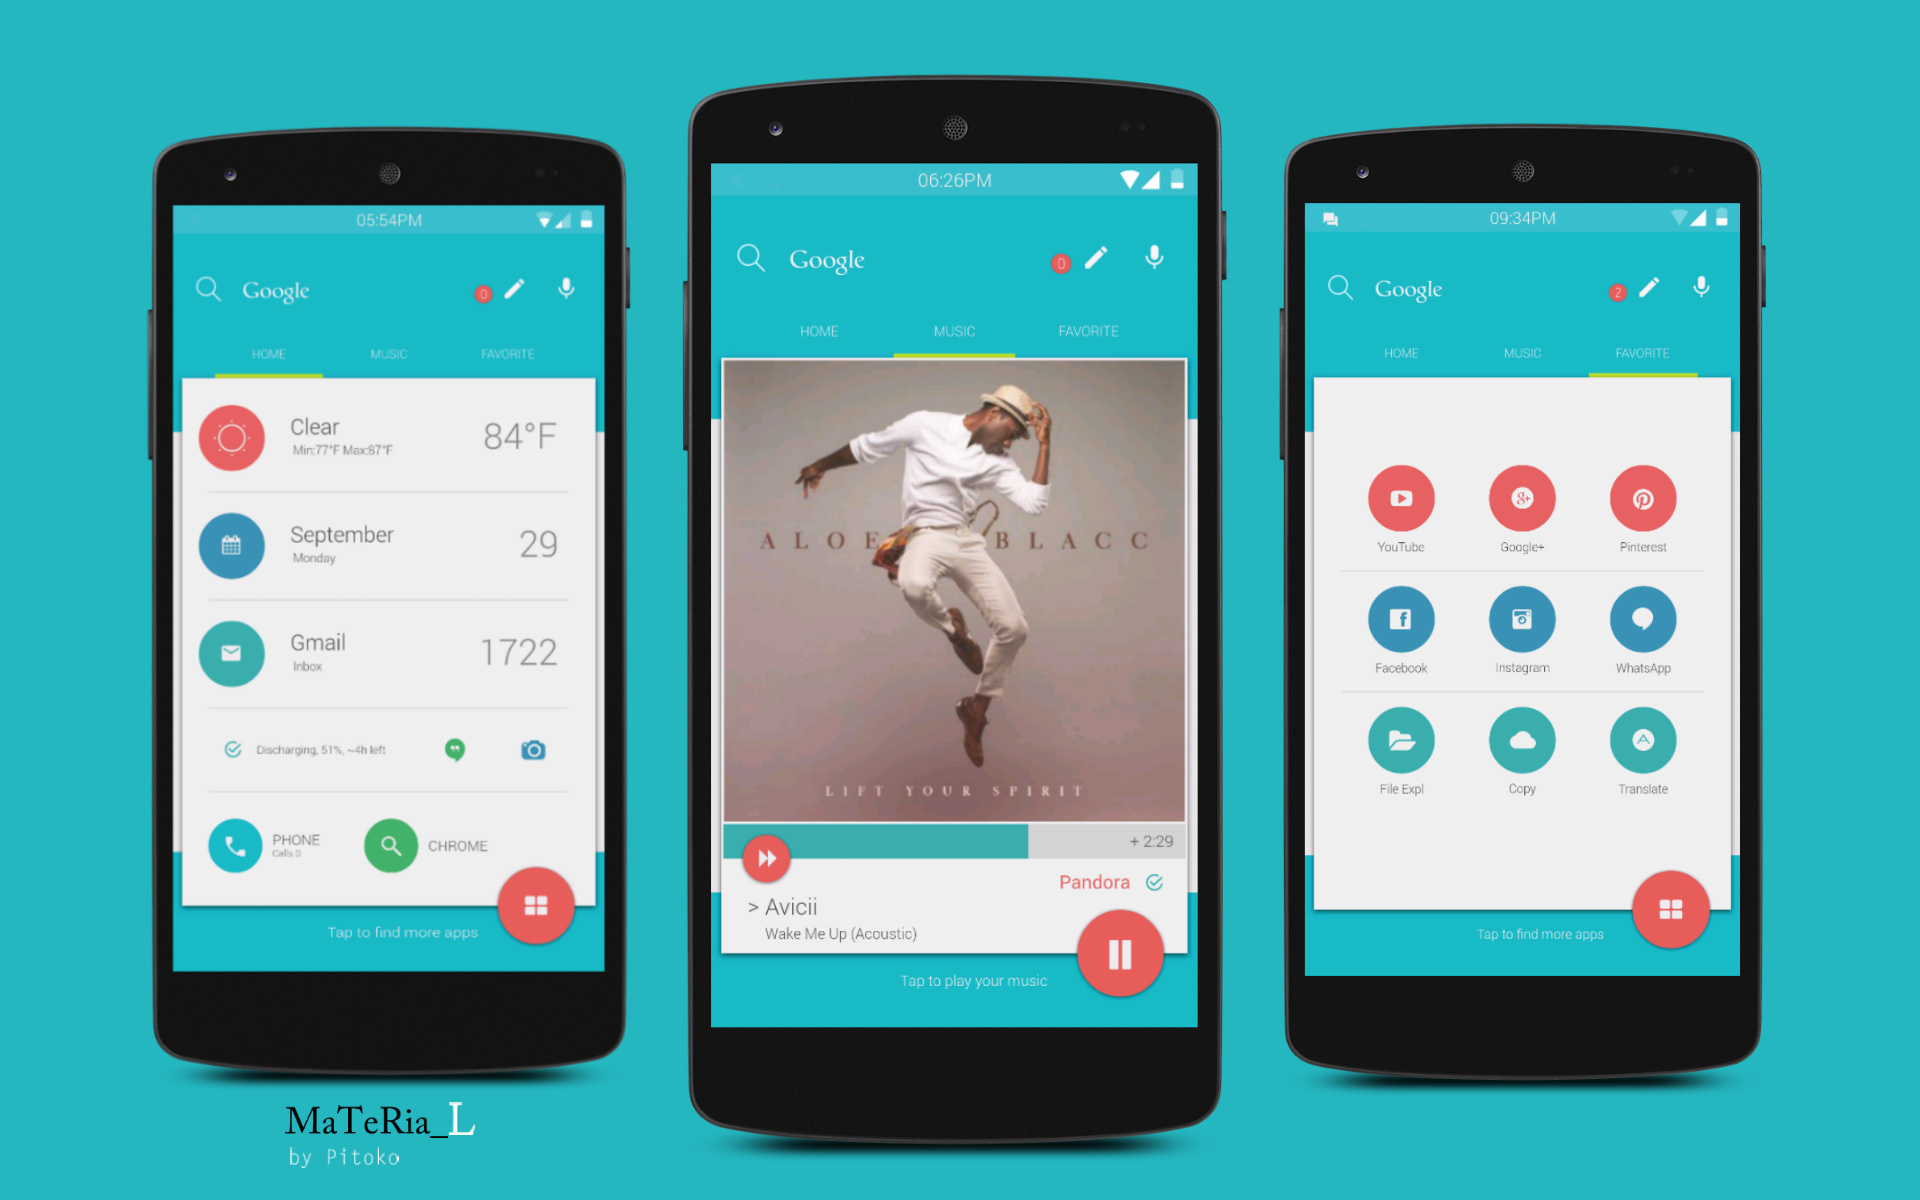 05:54PM
Google
0
HOME MUSIC FAVORITE
Clear
84°F
Min:77°F Max:87°F
September
29
Monday
Gmail
1722
Inbox
Discharging, 51%, ~4h left
PHONE
Calls 0
CHROME
Tap to find more apps
MaTeRia_L
by Pitoko
06:26PM
Google
0
HOME MUSIC FAVORITE
ALOE BLACC
LIFT YOUR SPIRIT
+ 2:29
Pandora
> Avicii
Wake Me Up (Acoustic)
Tap to play your music
09:34PM
Google
2
HOME MUSIC FAVORITE
YouTube Google+ Pinterest
Facebook Instagram WhatsApp
File Expl Copy Translate
Tap to find more apps